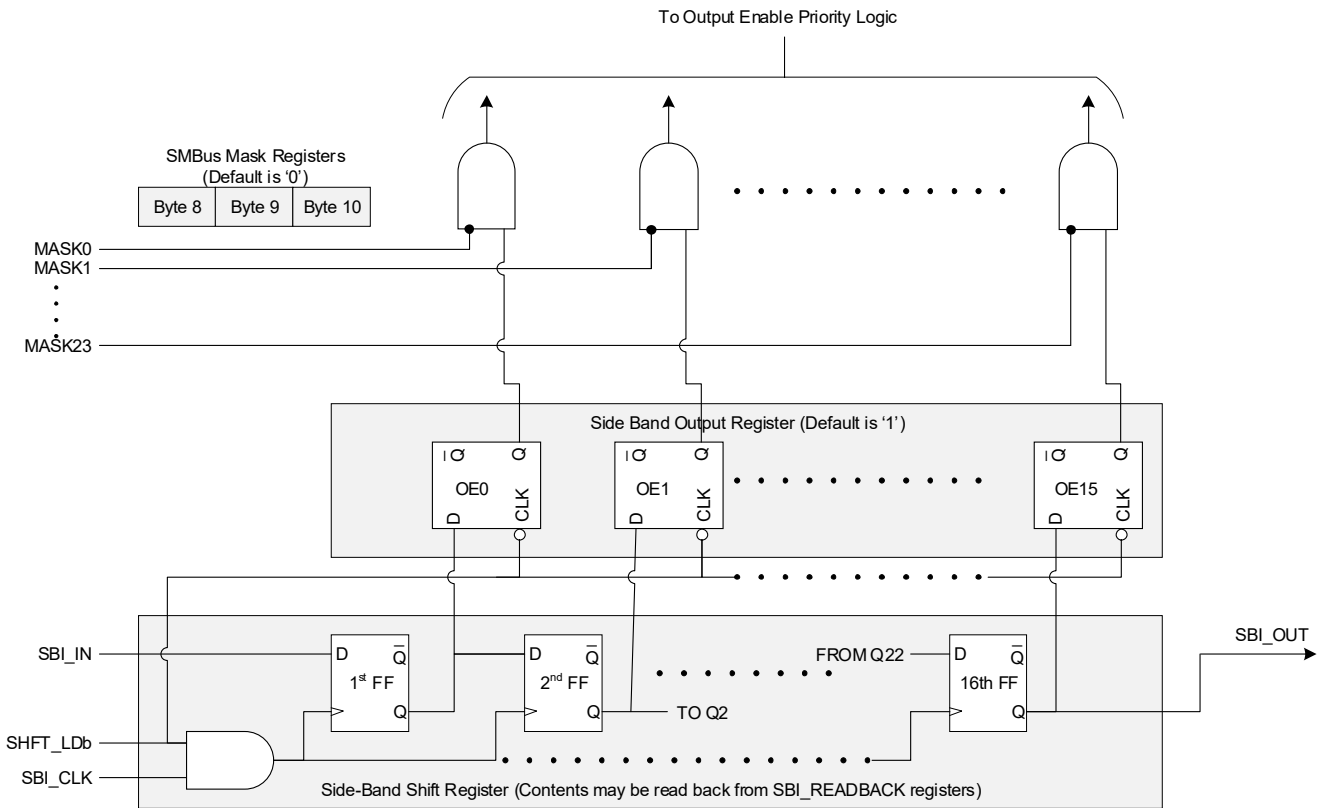 To Output Enable Priority Logic
SMBus Mask Registers
(Default is ‘0’)
Byte 8 Byte 9 Byte 10
MASK0
MASK1
MASK23
Side Band Output Register (Default is ‘1’)
Q Q Q Q Q Q
OE0 OE1 OE15
D CLK D CLK D CLK
SBI_IN D Q D Q FROM Q22 D Q SBI_OUT
1st FF 2nd FF 16th FF
Q Q TO Q2 Q
SHFT_LDb
SBI_CLK
Side-Band Shift Register (Contents may be read back from SBI_READBACK registers)